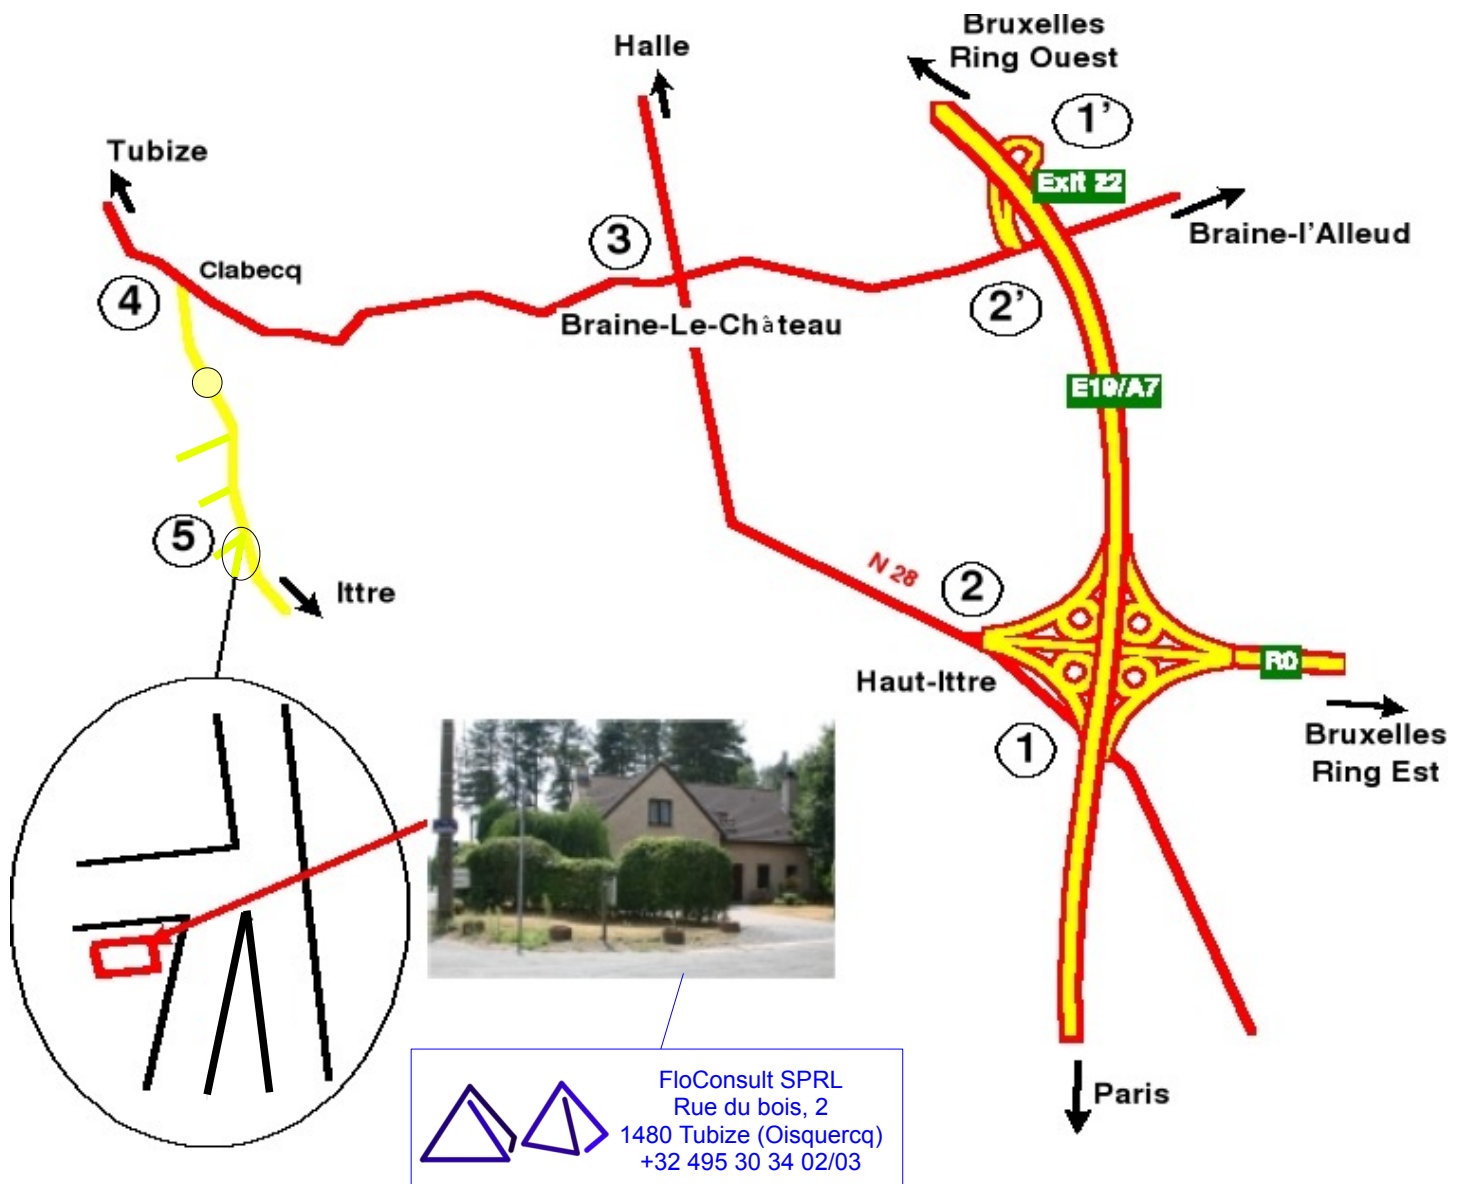 Bruxelles
Ring Ouest
Halle
1’
Tubize
Exit 22
Braine-l’Alleud
3
Clabecq
4
2’
Braine-Le-Château
E19/A7
5
N 28
2
Ittre
R0
Haut-Ittre
Bruxelles
Ring Est
1
Paris
FloConsult SPRL
Rue du bois, 2
1480 Tubize (Oisquercq)
+32 495 30 34 02/03